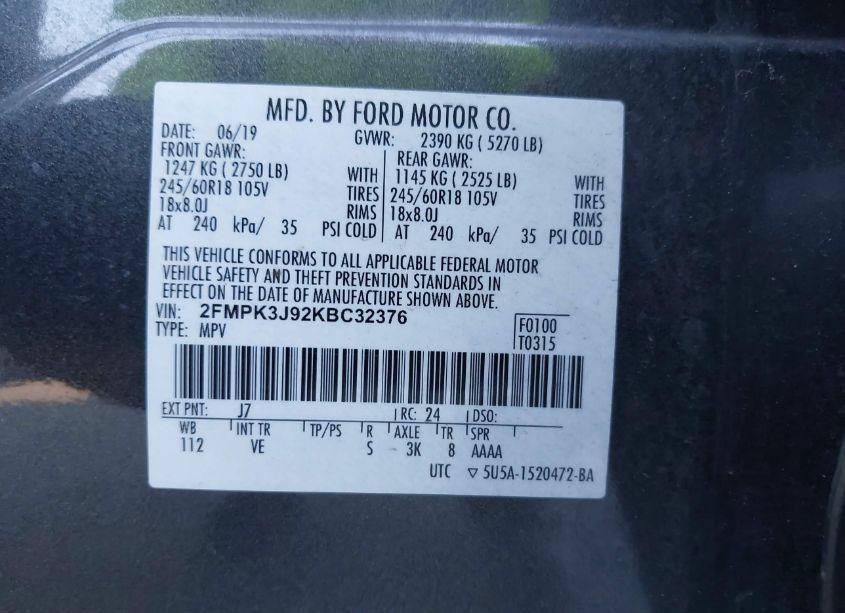 MFD. BY FORD MOTOR CO.
DATE: 06/19 GVWR: 2390 KG ( 5270 LB)
FRONT GAWR: REAR GAWR:
1247 KG ( 2750 LB) WITH 1145 KG ( 2525 LB) WITH
245/60R18 105V TIRES 245/60R18 105V TIRES
18x8.0J RIMS 18x8.0J RIMS
AT 240 kPa/ 35 PSI COLD AT 240 kPa/ 35 PSI COLD
THIS VEHICLE CONFORMS TO ALL APPLICABLE FEDERAL MOTOR
VEHICLE SAFETY AND THEFT PREVENTION STANDARDS IN
EFFECT ON THE DATE OF MANUFACTURE SHOWN ABOVE.
VIN: 2FMPK3J92KBC32376
TYPE: MPV
F0100
T0315
EXT PNT: J7 RC: 24 DSO:
WB INT TR TP/PS R AXLE TR SPR
112 VE S 3K 8 AAAA
UTC ▽ 5U5A-1520472-BA